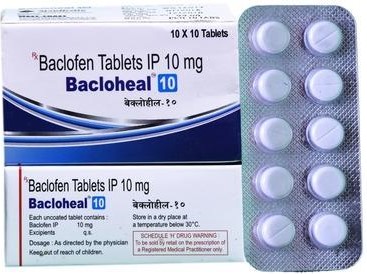 10 X 10 Tablets
Rx Baclofen Tablets IP 10 mg
Bacloheal® 10
बेक्लोहील-१०
Rx Baclofen Tablets IP 10 mg
Bacloheal® 10 बेक्लोहील-१०
Each uncoated tablet contains :
Baclofen IP 10 mg
Excipients q.s.
Dosage : As directed by the physician
Keep out of reach of children.
Store in a dry place at
a temperature below 30°C.
SCHEDULE 'H' DRUG WARNING :
To be sold by retail on the prescription of
a Registered Medical Practitioner only.